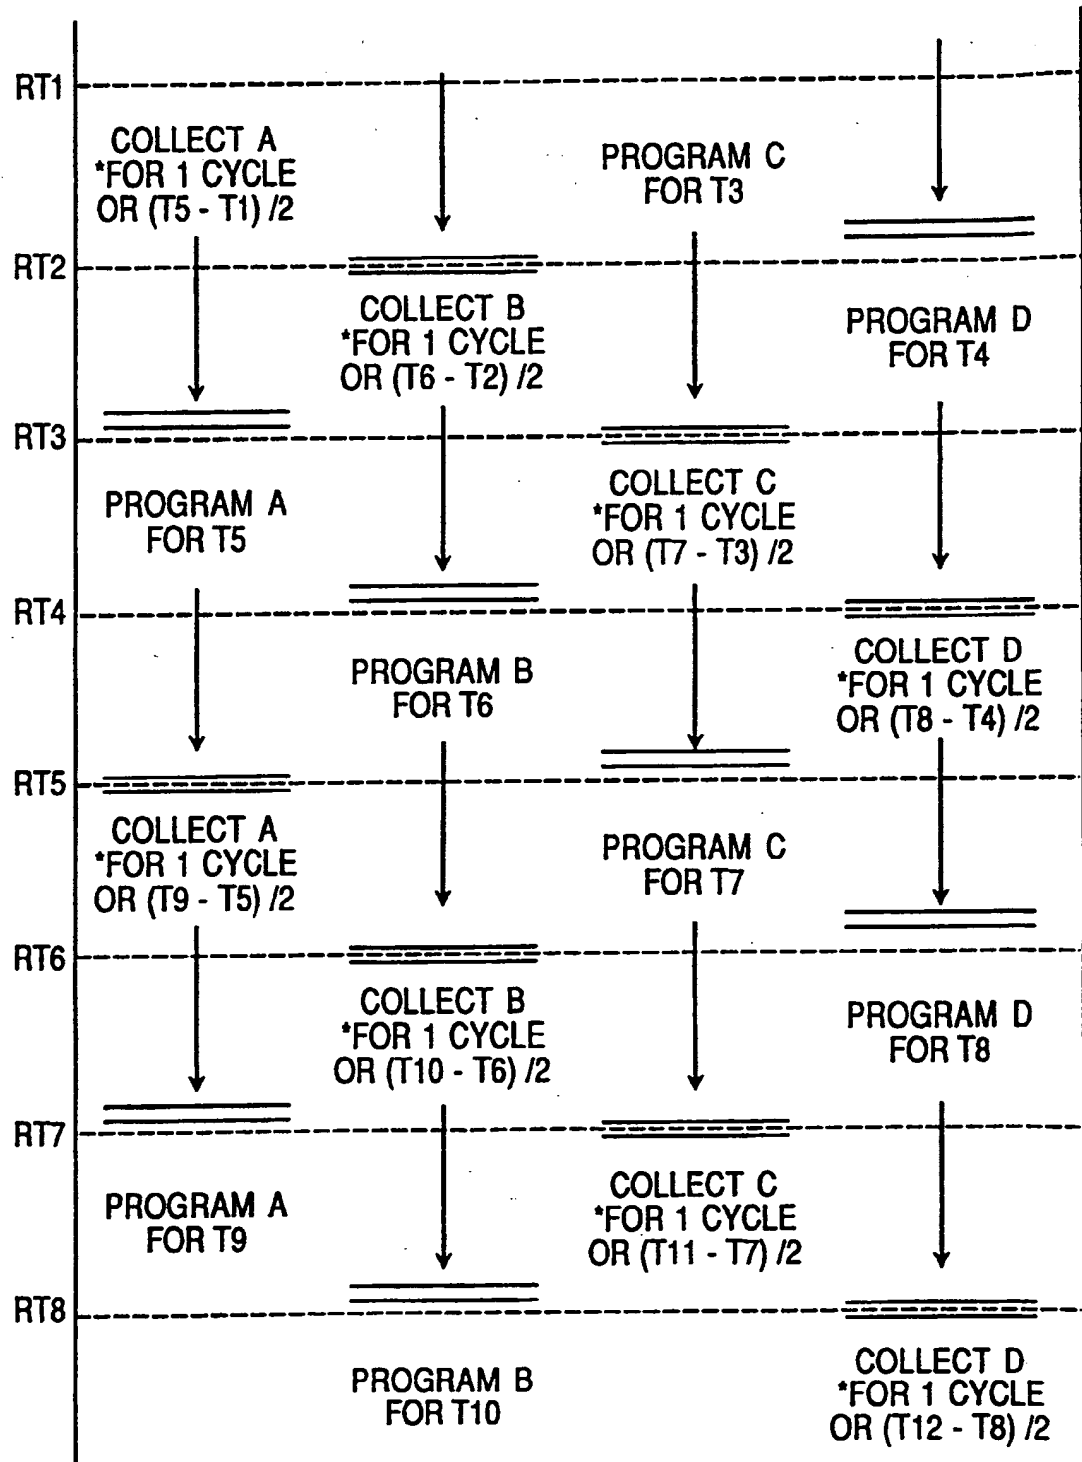 RT1
COLLECT A
*FOR 1 CYCLE
OR (T5 - T1) /2
PROGRAM C
FOR T3
RT2
COLLECT B
*FOR 1 CYCLE
OR (T6 - T2) /2
PROGRAM D
FOR T4
RT3
PROGRAM A
FOR T5
COLLECT C
*FOR 1 CYCLE
OR (T7 - T3) /2
RT4
PROGRAM B
FOR T6
COLLECT D
*FOR 1 CYCLE
OR (T8 - T4) /2
RT5
COLLECT A
*FOR 1 CYCLE
OR (T9 - T5) /2
PROGRAM C
FOR T7
RT6
COLLECT B
*FOR 1 CYCLE
OR (T10 - T6) /2
PROGRAM D
FOR T8
RT7
PROGRAM A
FOR T9
COLLECT C
*FOR 1 CYCLE
OR (T11 - T7) /2
RT8
PROGRAM B
FOR T10
COLLECT D
*FOR 1 CYCLE
OR (T12 - T8) /2